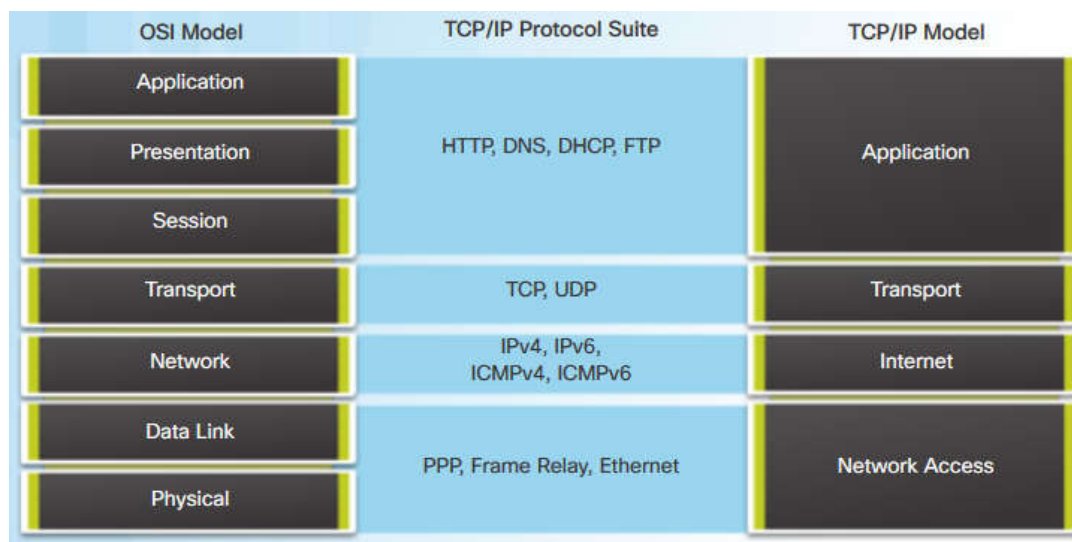 OSI Model
TCP/IP Protocol Suite
TCP/IP Model
Application
Presentation
Session
HTTP, DNS, DHCP, FTP
Application
Transport
TCP, UDP
Transport
Network
IPv4, IPv6,
ICMPv4, ICMPv6
Internet
Data Link
Physical
PPP, Frame Relay, Ethernet
Network Access